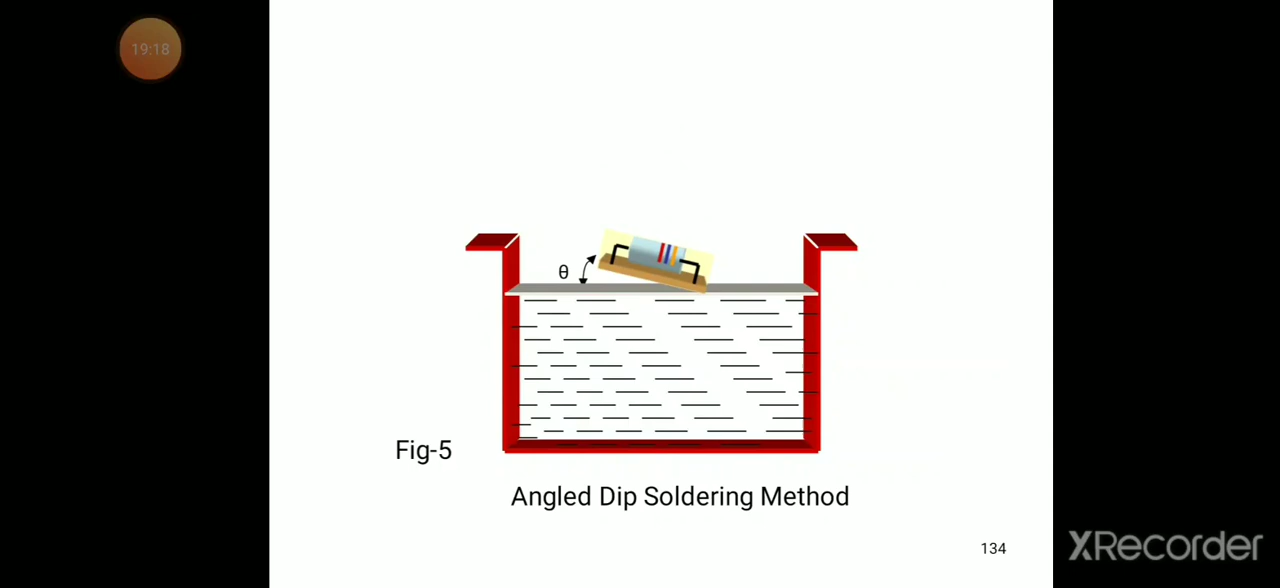 19:18
θ
Fig-5
Angled Dip Soldering Method
134
XRecorder